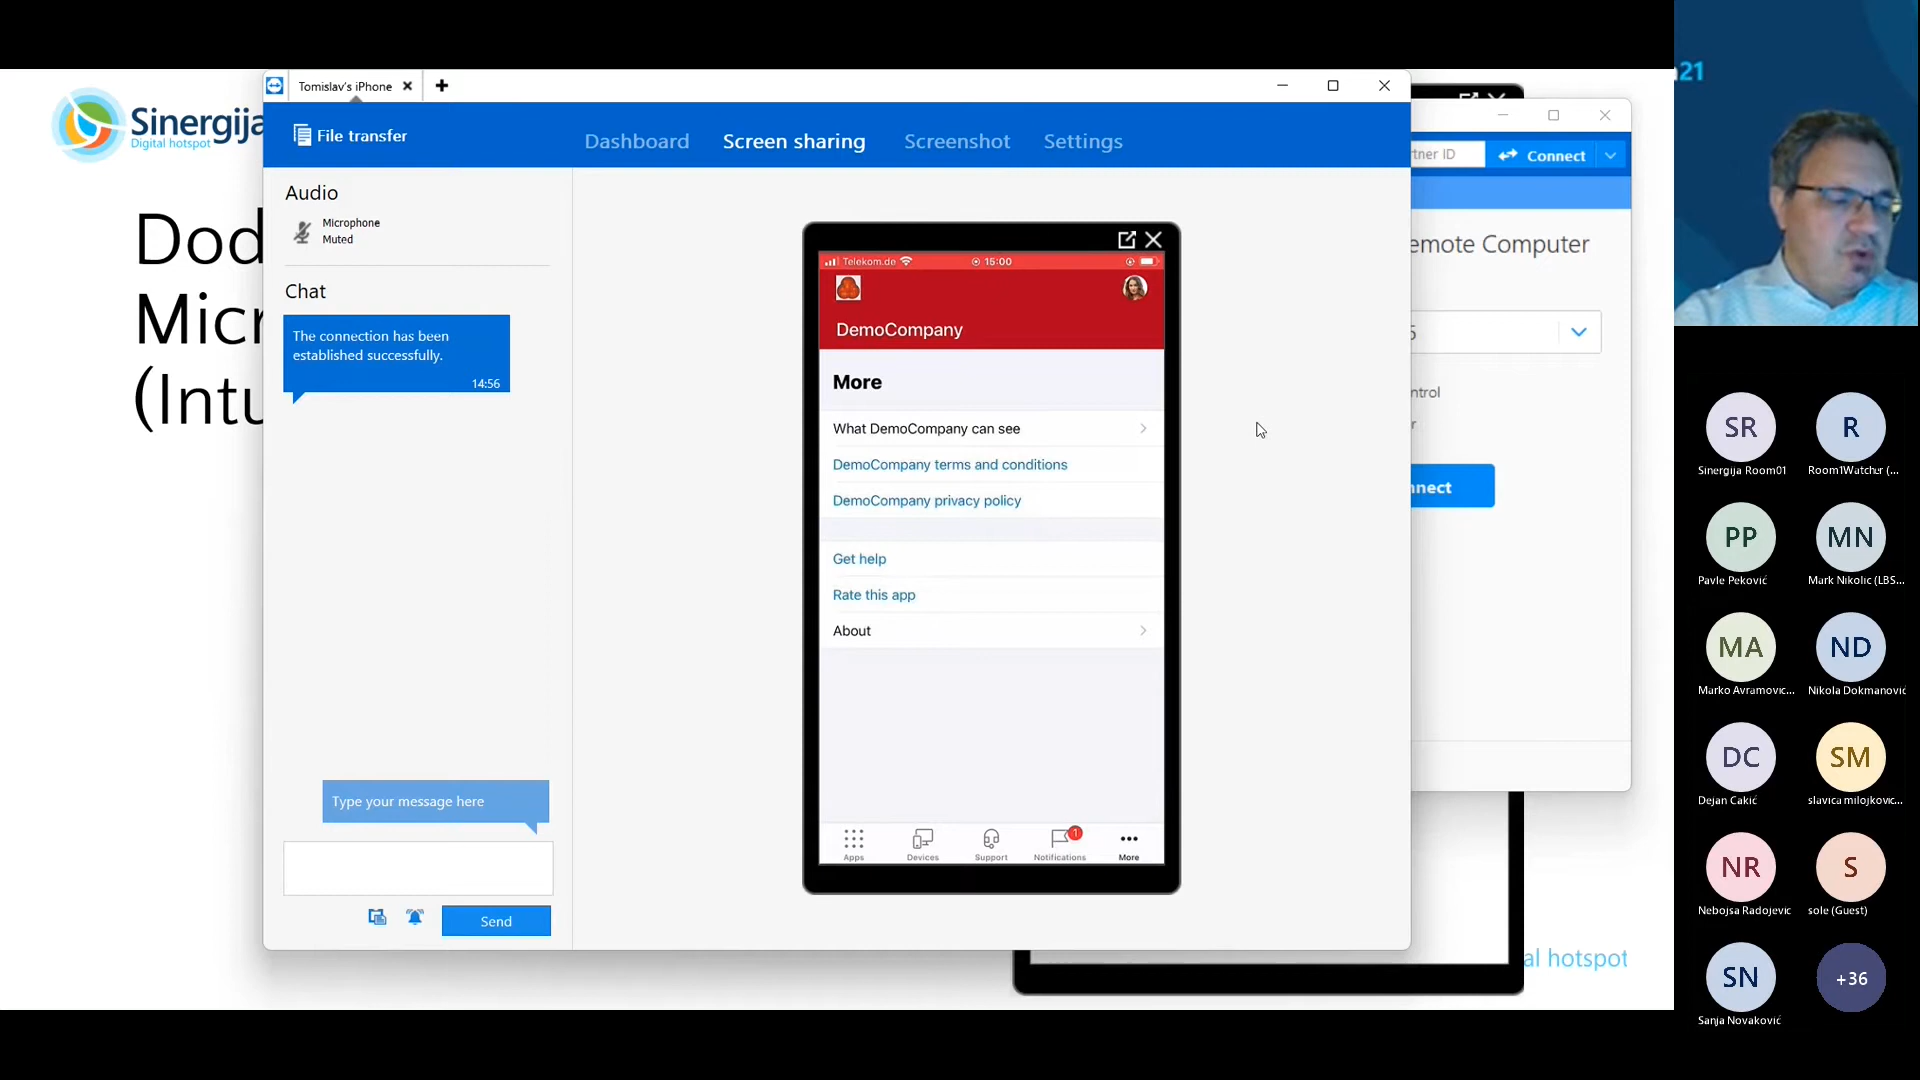 Sinergija
Digital hotspot
Dod
Micr
(Intu
Tomislav's iPhone
File transfer
Dashboard
Screen sharing
Screenshot
Settings
Audio
Microphone
Muted
Chat
The connection has been
established successfully.
14:56
Type your message here
Send
Telekom.de
15:00
DemoCompany
More
What DemoCompany can see
DemoCompany terms and conditions
DemoCompany privacy policy
Get help
Rate this app
About
Apps
Devices
Support
1
Notifications
More
tner ID
Connect
emote Computer
5
ntrol
r
nnect
al hotspot
21
SR
Sinergija Room01
R
Room1Watcher (...
PP
Pavle Peković
MN
Mark Nikolic (LBS...
MA
Marko Avramovic...
ND
Nikola Dokmanović
DC
Dejan Cakić
SM
slavica milojkovic...
NR
Nebojsa Radojevic
S
sole (Guest)
SN
Sanja Novaković
+36